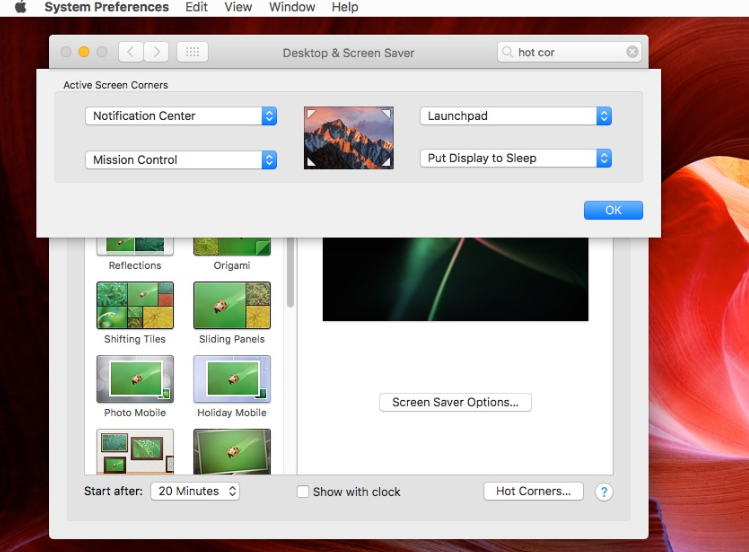 System Preferences Edit View Window Help
Desktop & Screen Saver
hot cor
Active Screen Corners
Notification Center
Launchpad
Mission Control
Put Display to Sleep
OK
Reflections
Origami
Shifting Tiles
Sliding Panels
Photo Mobile
Holiday Mobile
Screen Saver Options...
Start after: 20 Minutes
Show with clock
Hot Corners...
?